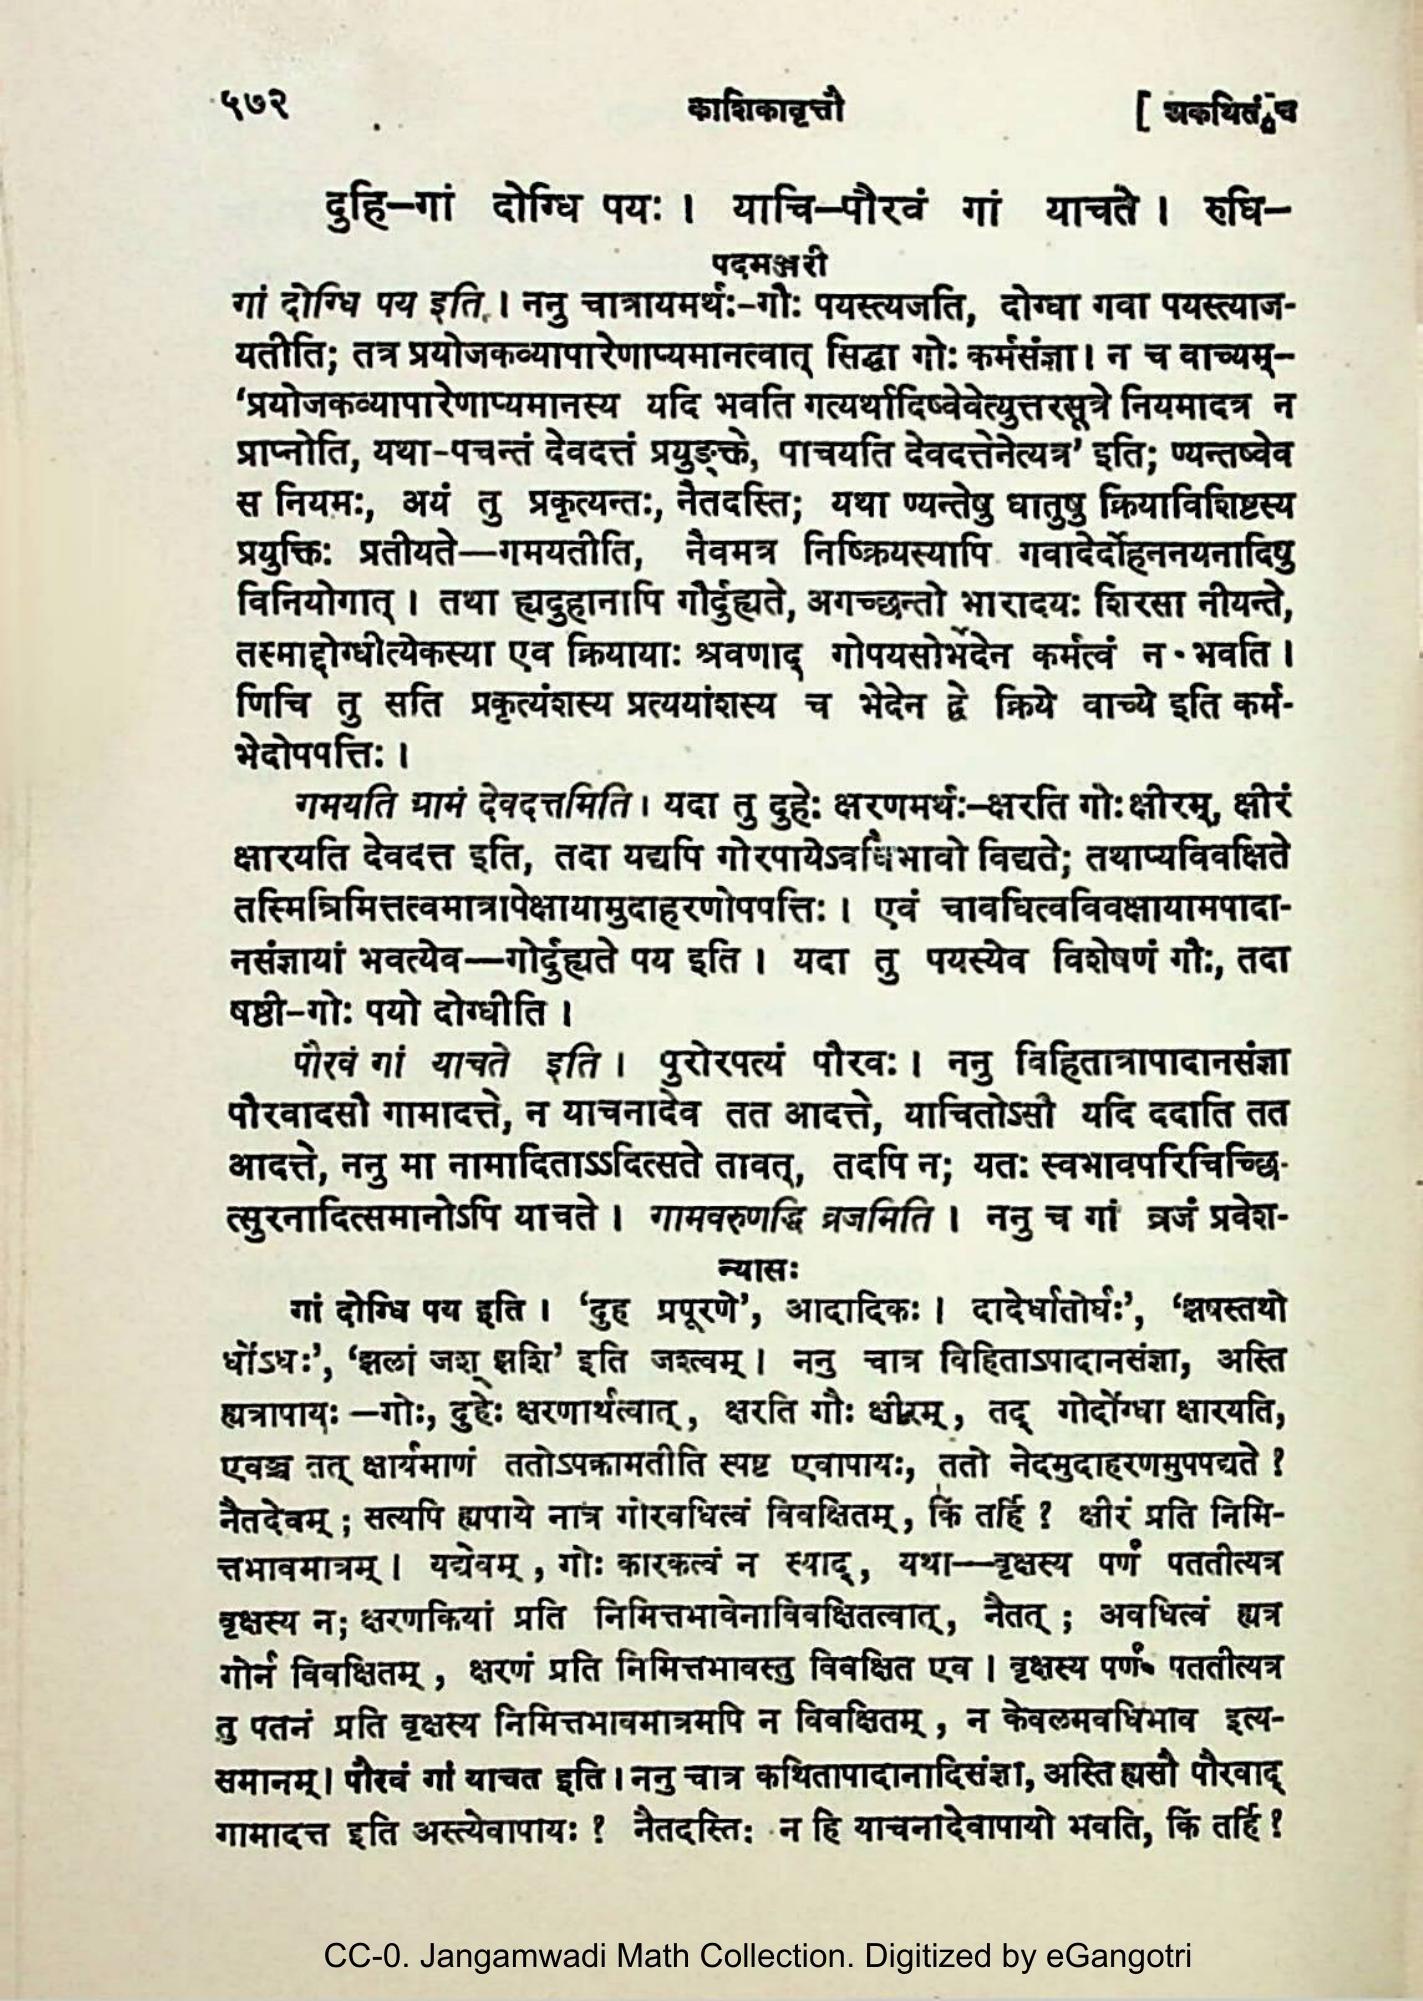 ५७२ काशिकावृत्तौ [ अकथितं च
दुहि–गां दोग्धि पयः । याचि–पौरवं गां याचते । रुधि–
पदमञ्जरी
गां दोग्धि पय इति । ननु चात्रायमर्थः–गौः पयस्त्यजति, दोग्धा गवा पयस्त्याज-
यतीति; तत्र प्रयोजकव्यापारेणाप्यमानत्वात् सिद्धा गोः कर्मसंज्ञा। न च वाच्यम्–
‘प्रयोजकव्यापारेणाप्यमानस्य यदि भवति गत्यर्थादिष्वेवेत्युत्तरसूत्रे नियमादत्र न
प्राप्नोति, यथा-पचन्तं देवदत्तं प्रयुङ्क्ते, पाचयति देवदत्तेनेत्यत्र’ इति; ण्यन्तष्वेव
स नियमः, अयं तु प्रकृत्यन्तः, नैतदस्ति; यथा ण्यन्तेषु धातुषु क्रियाविशिष्टस्य
प्रयुक्तिः प्रतीयते—गमयतीति, नैवमत्र निष्क्रियस्यापि गवादेर्दोहननयनादिषु
विनियोगात् । तथा ह्यदुहानापि गौर्दुह्यते, अगच्छन्तो भारादयः शिरसा नीयन्ते,
तस्माद्दोग्धीत्येकस्या एव क्रियायाः श्रवणाद् गोपयसोर्भेदेन कर्मत्वं न भवति ।
णिचि तु सति प्रकृत्यंशस्य प्रत्ययांशस्य च भेदेन द्वे क्रिये वाच्ये इति कर्म-
भेदोपपत्तिः ।
गमयति ग्रामं देवदत्तमिति । यदा तु दुहेः क्षरणमर्थः–क्षरति गोः क्षीरम्, क्षीरं
क्षारयति देवदत्त इति, तदा यद्यपि गोरपायेऽवधिभावो विद्यते; तथाप्यविवक्षिते
तस्मिन्निमित्तत्वमात्रापेक्षायामुदाहरणोपपत्तिः । एवं चावधित्वविवक्षायामपादा-
नसंज्ञायां भवत्येव—गोर्दुह्यते पय इति । यदा तु पयस्येव विशेषणं गौः, तदा
षष्ठी–गोः पयो दोग्धीति ।
पौरवं गां याचते इति । पुरोरपत्यं पौरवः । ननु विहितात्रापादानसंज्ञा
पौरवादसौ गामादत्ते, न याचनादेव तत आदत्ते, याचितोऽसौ यदि ददाति तत
आदत्ते, ननु मा नामादिताऽऽदित्सते तावत्, तदपि न; यतः स्वभावपरिचिच्छि-
त्सुरनादित्समानोऽपि याचते । गामवरुणद्धि व्रजमिति । ननु च गां व्रजं प्रवेश-
न्यासः
गां दोग्धि पय इति । ‘दुह प्रपूरणे’, आदादिकः । दादेर्धातोर्घः’, ‘झषस्तथो
र्धोऽधः’, ‘झलां जश् झशि’ इति जश्त्वम् । ननु चात्र विहिताऽपादानसंज्ञा, अस्ति
ह्यत्रापायः —गोः, दुहेः क्षरणार्थत्वात् , क्षरति गौः क्षीरम् , तद् गोर्दोग्धा क्षारयति,
एवञ्च तत् क्षार्यमाणं ततोऽपक्रामतीति स्पष्ट एवापायः, ततो नेदमुदाहरणमुपपद्यते ?
नैतदेवम् ; सत्यपि ह्यपाये नात्र गोरवधित्वं विवक्षितम् , किं तर्हि ? क्षीरं प्रति निमि-
त्तभावमात्रम् । यद्येवम् , गोः कारकत्वं न स्याद् , यथा—वृक्षस्य पर्णं पततीत्यत्र
वृक्षस्य न; क्षरणकियां प्रति निमित्तभावेनाविवक्षितत्वात् , नैतत् ; अवधित्वं ह्यत्र
गोर्न विवक्षितम् , क्षरणं प्रति निमित्तभावस्तु विवक्षित एव । वृक्षस्य पर्णं पततीत्यत्र
तु पतनं प्रति वृक्षस्य निमित्तभावमात्रमपि न विवक्षितम् , न केवलमवधिभाव इत्य-
समानम् । पौरवं गां याचत इति । ननु चात्र कथितापादानादिसंज्ञा, अस्ति ह्यसौ पौरवाद्
गामादत्त इति अस्त्येवापायः ? नैतदस्तिः न हि याचनादेवापायो भवति, किं तर्हि ?
CC-0. Jangamwadi Math Collection. Digitized by eGangotri